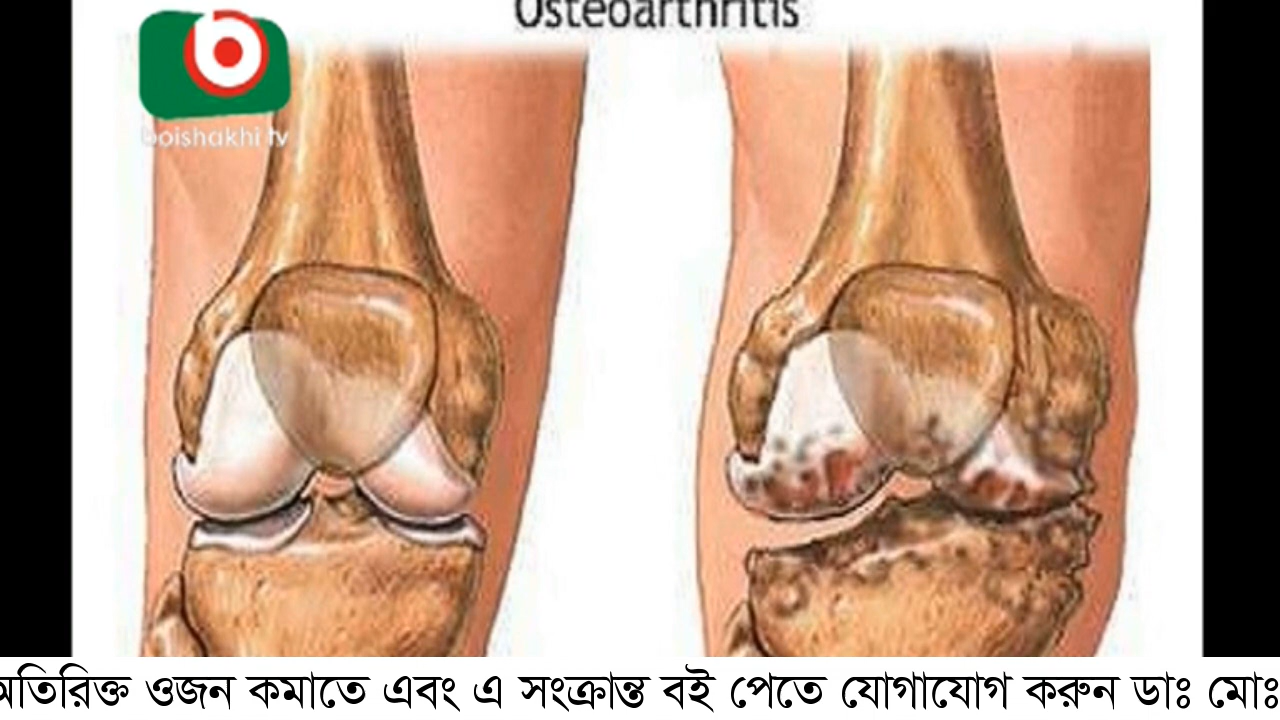 Osteoarthritis
boishakhi tv
অতিরিক্ত ওজন কমাতে এবং এ সংক্রান্ত বই পেতে যোগাযোগ করুন ডাঃ মোঃ